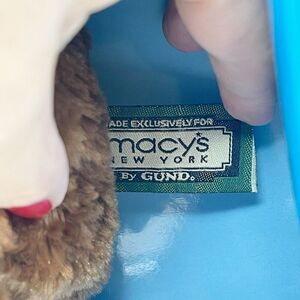 ADE EXCLUSIVELY FOR
macy's
NEW YORK
By GUND.